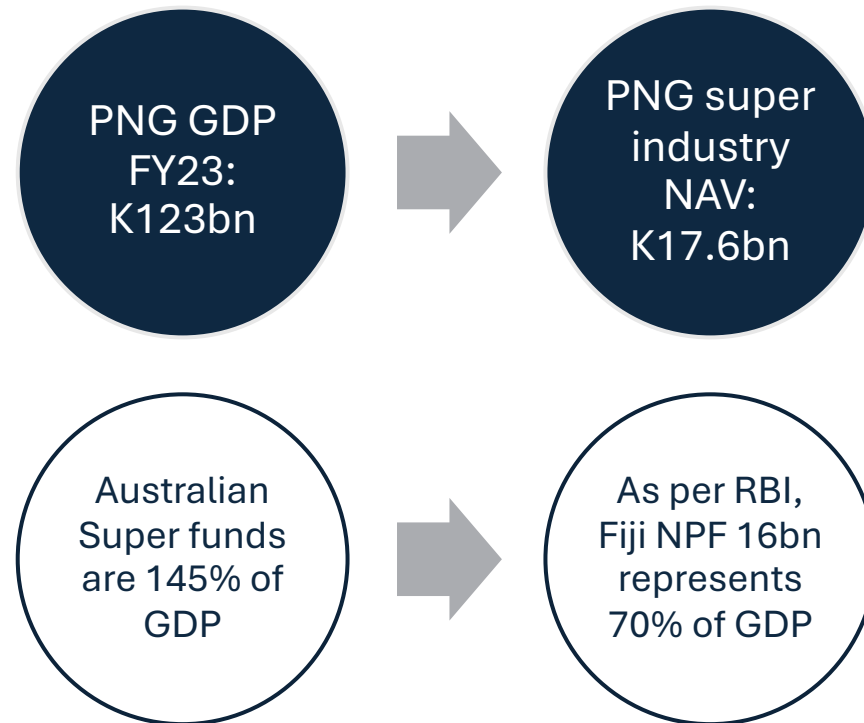 PNG GDP
FY23:
K123bn
PNG super
industry
NAV:
K17.6bn
Australian
Super funds
are 145% of
GDP
As per RBI,
Fiji NPF 16bn
represents
70% of GDP